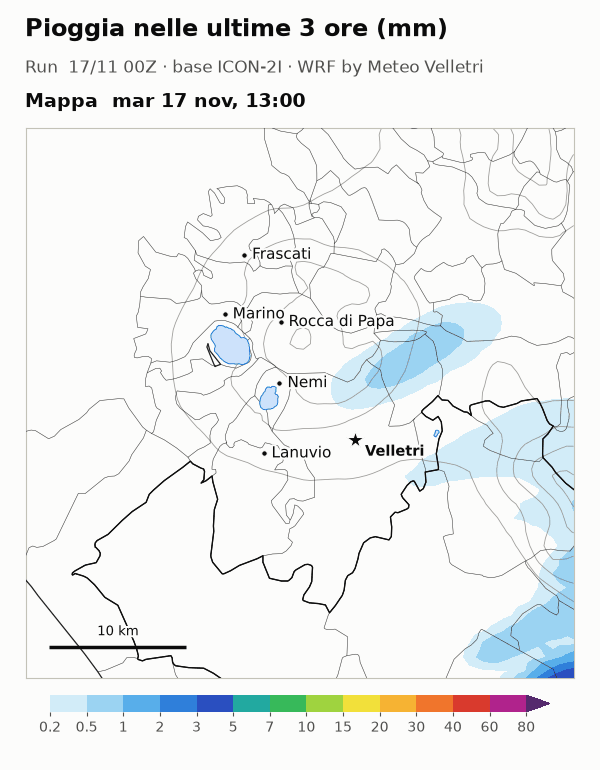 Pioggia nelle ultime 3 ore (mm)
Run  17/11 00Z · base ICON-2I · WRF by Meteo Velletri
Mappa  mar 17 nov, 13:00
Frascati
Marino
Rocca di Papa
Nemi
Velletri
Lanuvio
10 km
0.2 0.5 1 2 3 5 7 10 15 20 30 40 60 80